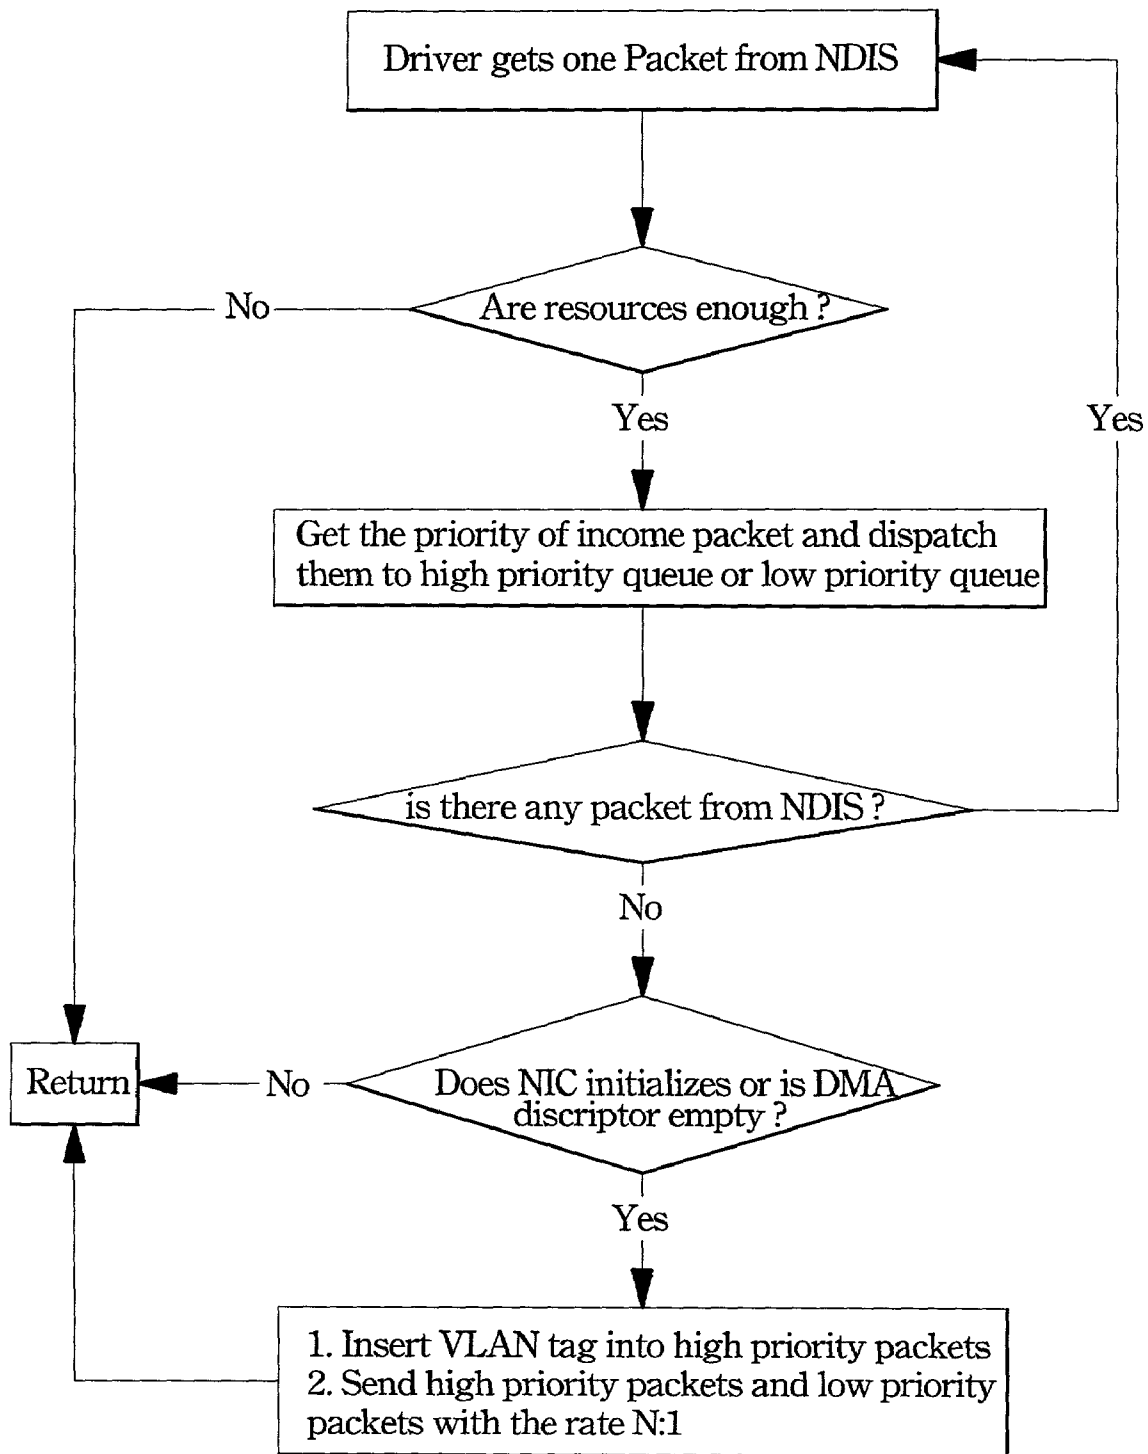 Driver gets one Packet from NDIS
No
Are resources enough ?
Yes
Yes
Get the priority of income packet and dispatch
them to high priority queue or low priority queue
is there any packet from NDIS ?
No
Return
No
Does NIC initializes or is DMA
discriptor empty ?
Yes
1. Insert VLAN tag into high priority packets
2. Send high priority packets and low priority
packets with the rate N:1